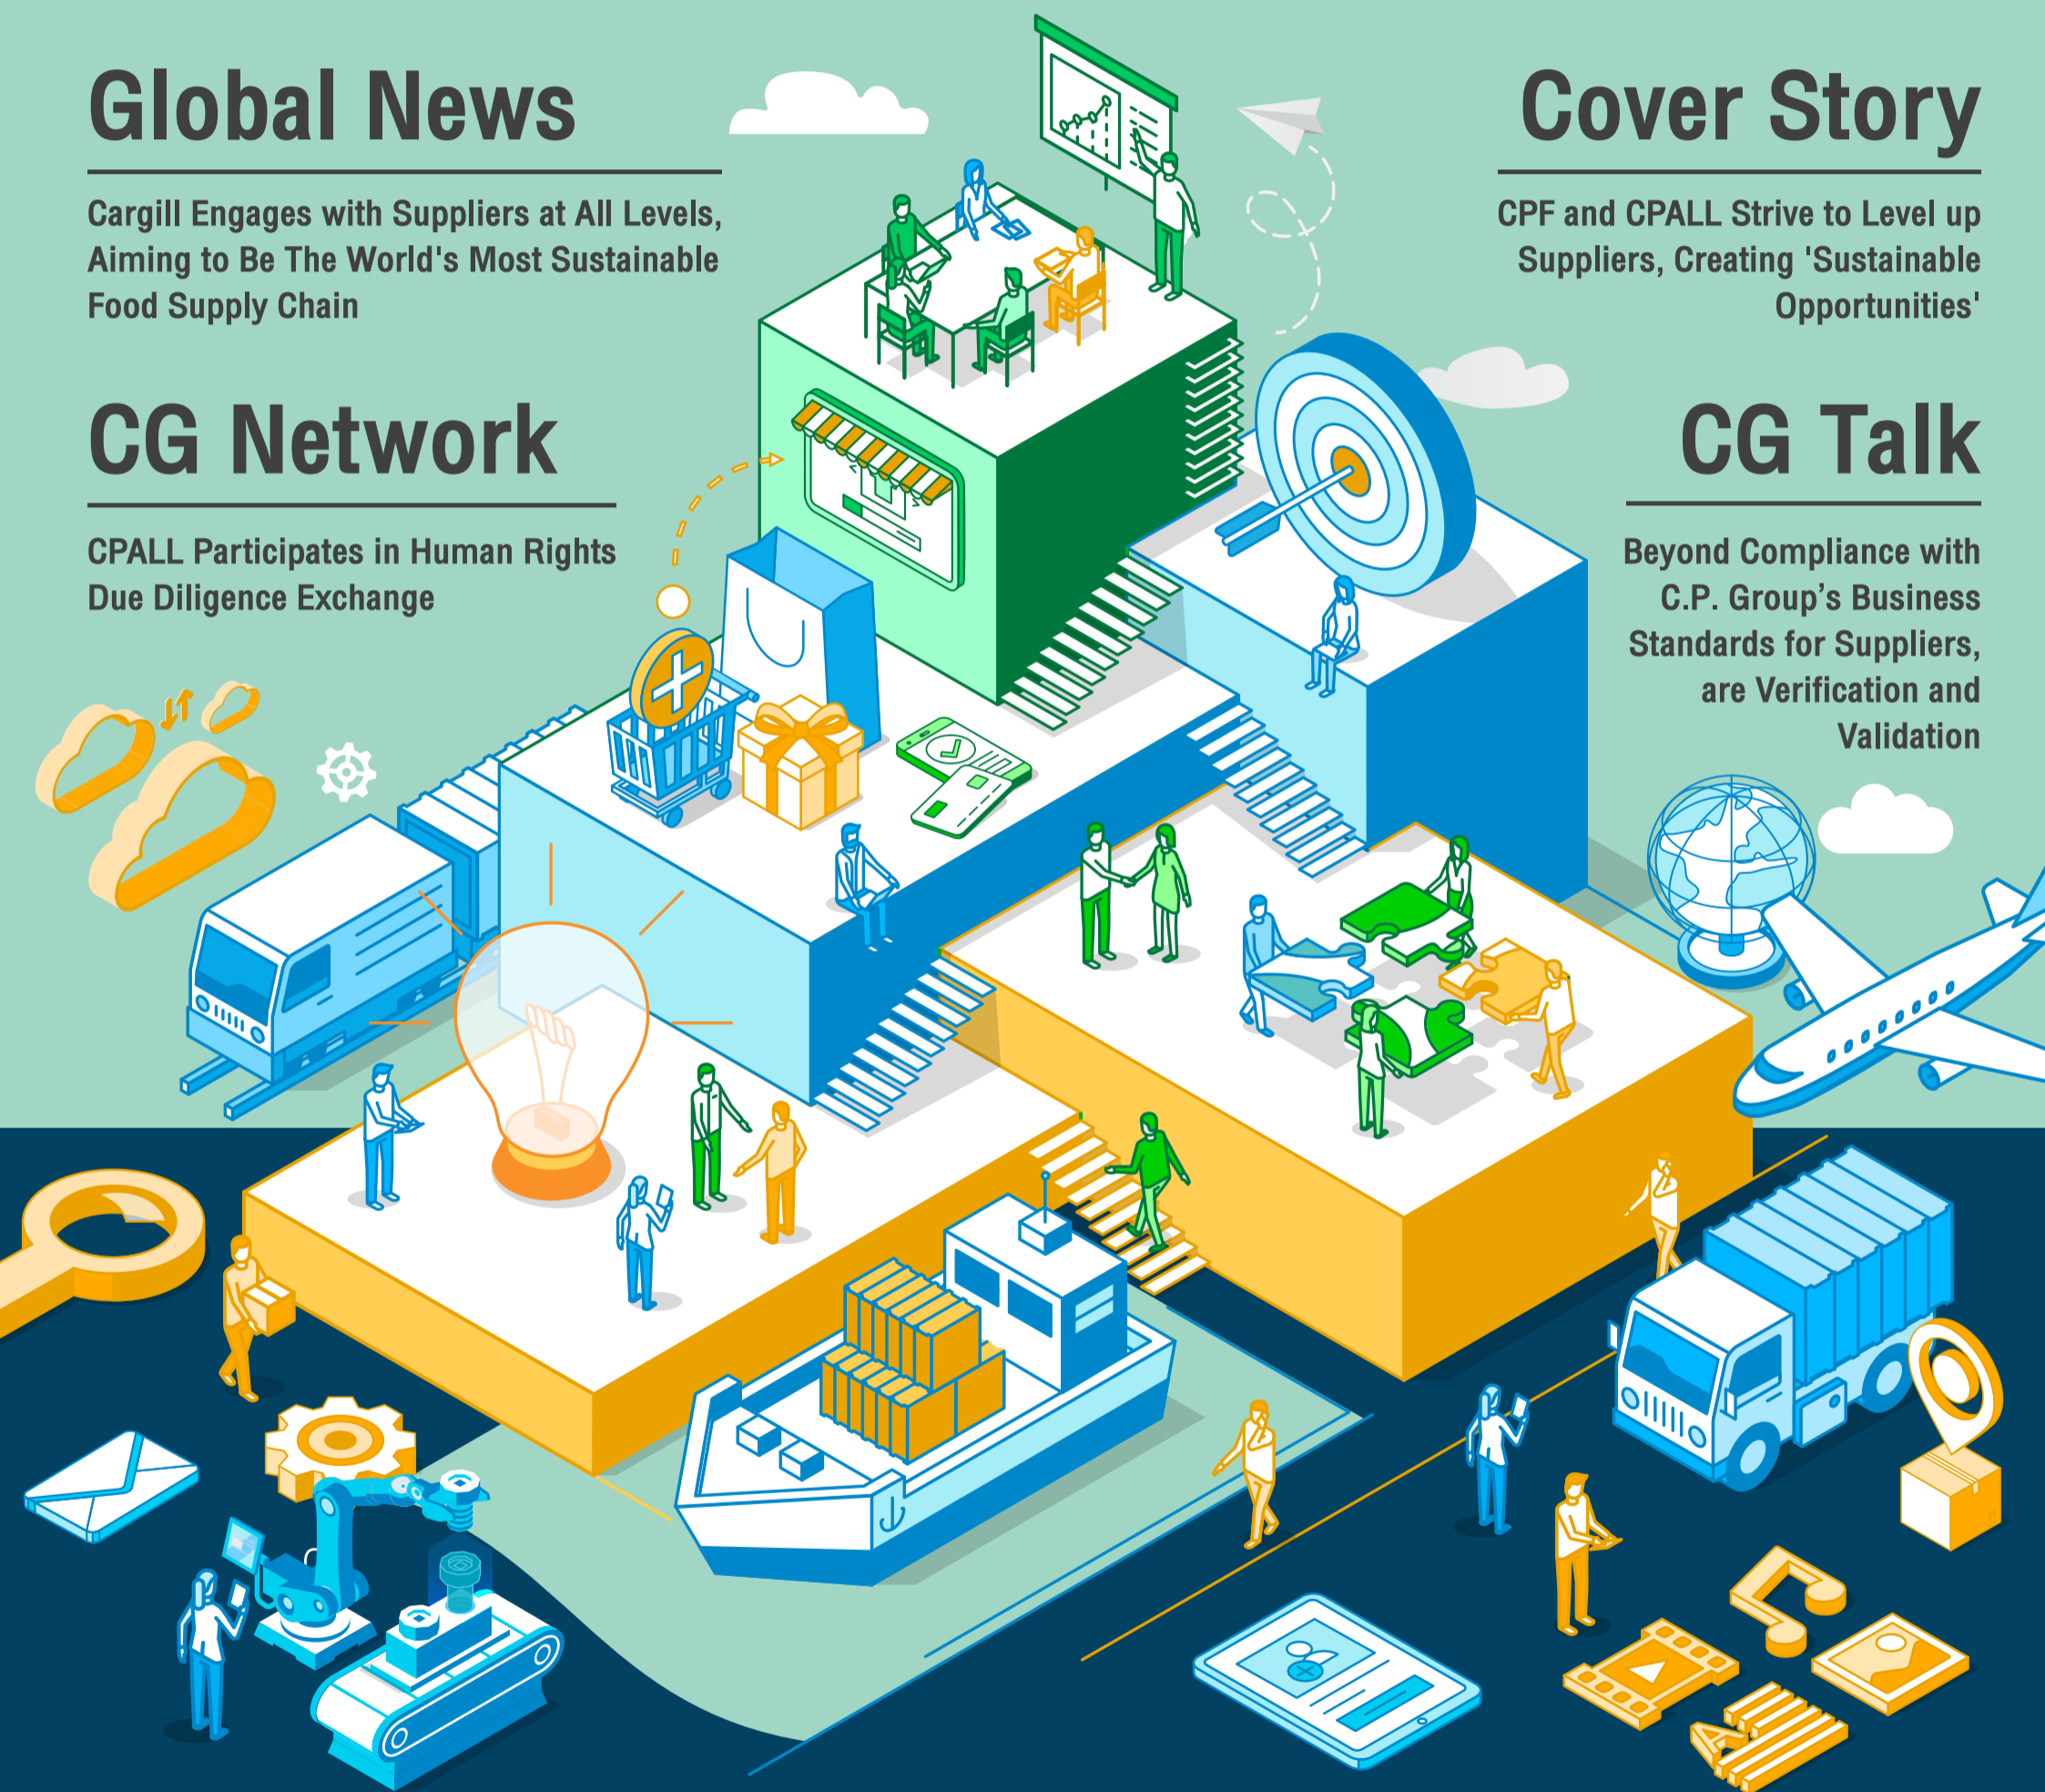 Global News
Cargill Engages with Suppliers at All Levels,
Aiming to Be The World's Most Sustainable
Food Supply Chain
CG Network
CPALL Participates in Human Rights
Due Diligence Exchange
Cover Story
CPF and CPALL Strive to Level up
Suppliers, Creating 'Sustainable
Opportunities'
CG Talk
Beyond Compliance with
C.P. Group’s Business
Standards for Suppliers,
are Verification and
Validation
A